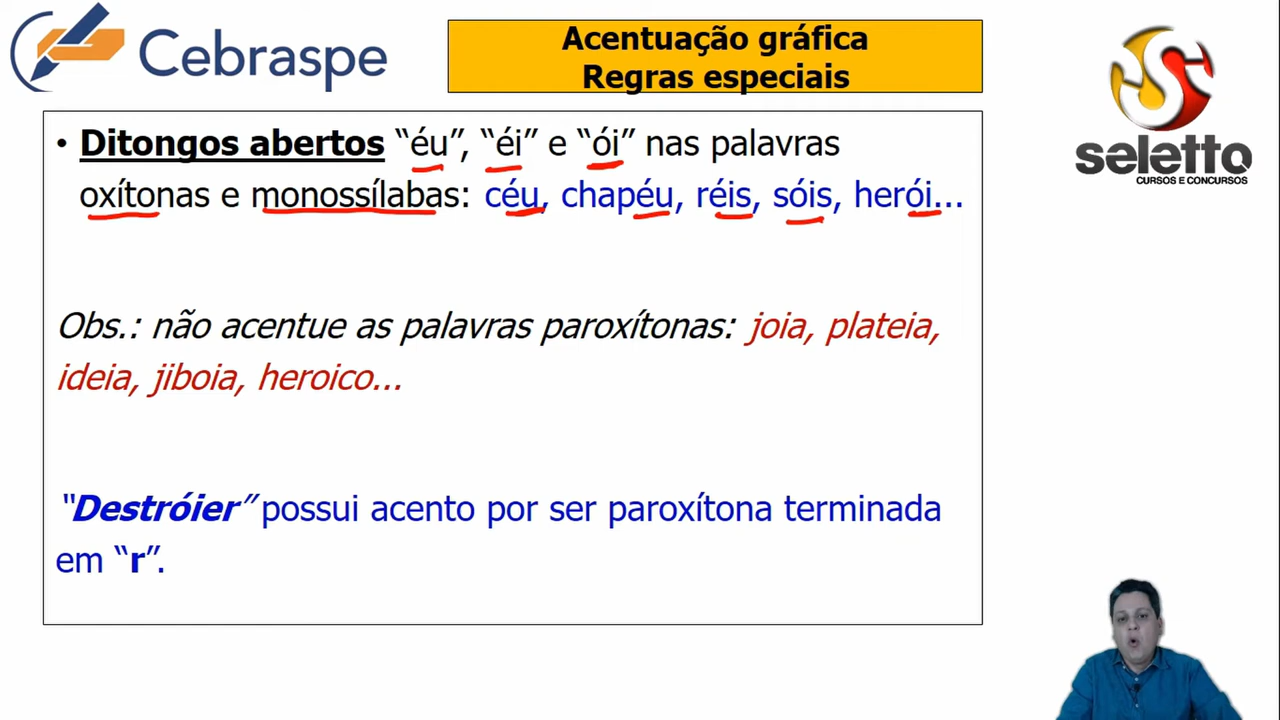 Cebraspe
Acentuação gráfica
Regras especiais
seletto
CURSOS E CONCURSOS
• Ditongos abertos “éu”, “éi” e “ói” nas palavras
oxítonas e monossílabas: céu, chapéu, réis, sóis, herói...
Obs.: não acentue as palavras paroxítonas: joia, plateia,
ideia, jiboia, heroico...
“Destróier” possui acento por ser paroxítona terminada
em “r”.